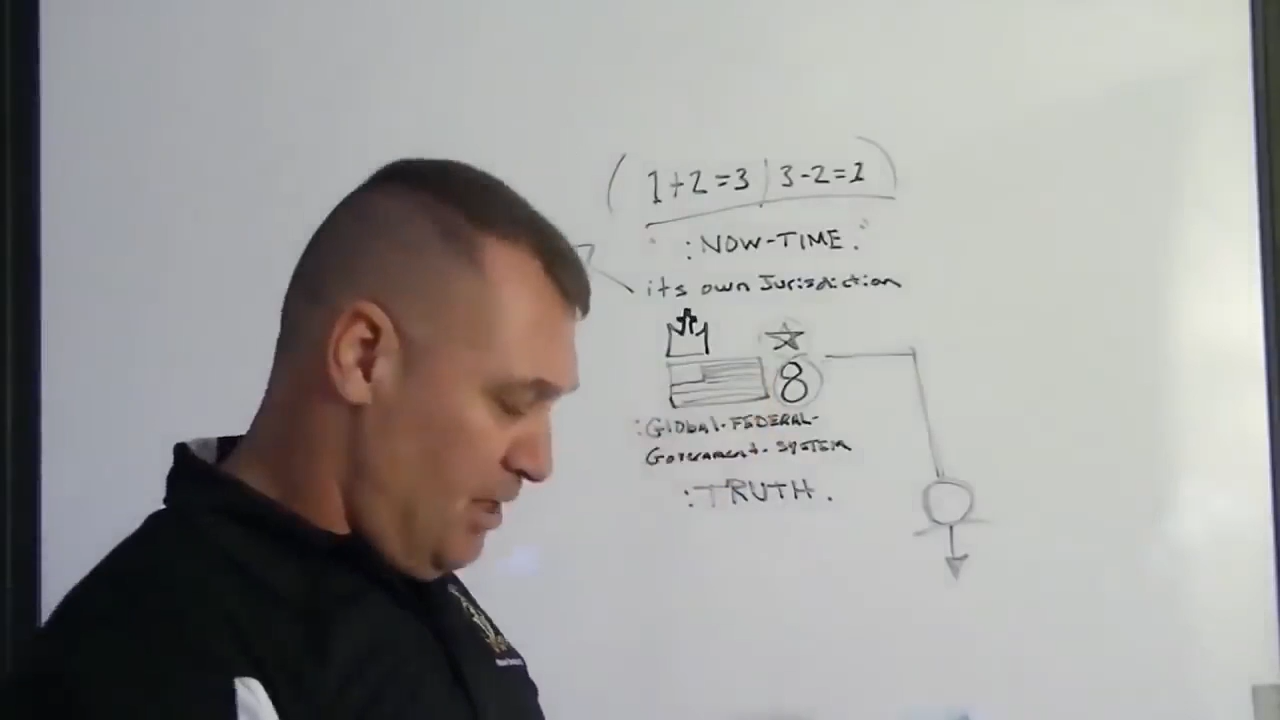 ( 1+2=3 | 3-2=1 )
" :NOW-TIME. "
its own Jurisdiction
8
:Global-FEDERAL-
Government-SYSTEM
:TRUTH.